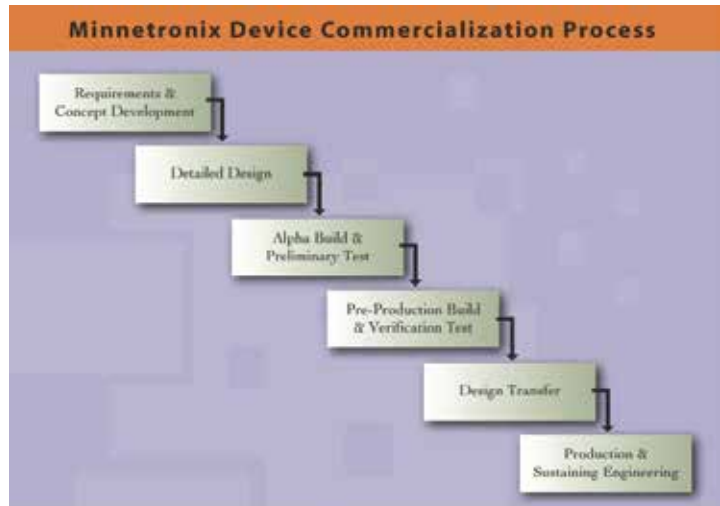 Minnetronix Device Commercialization Process
Requirements &
Concept Development
Detailed Design
Alpha Build &
Preliminary Test
Pre-Production Build
& Verification Test
Design Transfer
Production &
Sustaining Engineering